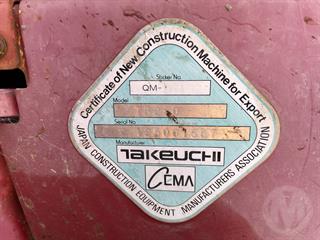 Certificate of New Construction Machine for Export
Sticker No.
QM-
Model
Serial No.
Manufacturer
TAKEUCHI
CEMA
JAPAN CONSTRUCTION EQUIPMENT MANUFACTURERS ASSOCIATION